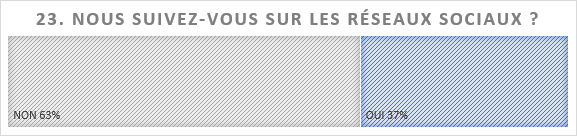 23. NOUS SUIVEZ-VOUS SUR LES RÉSEAUX SOCIAUX ?
NON 63% OUI 37%